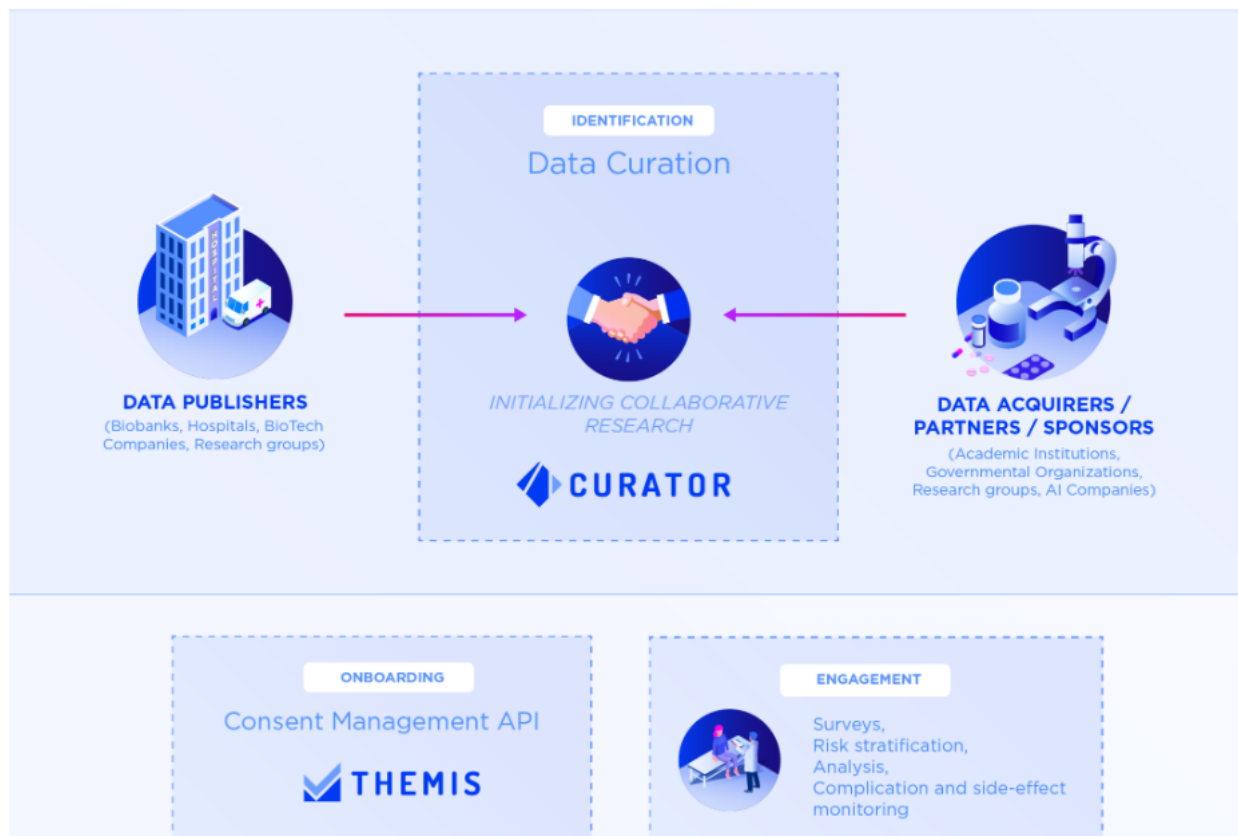 IDENTIFICATION
Data Curation
HOSPITAL
DATA PUBLISHERS
(Biobanks, Hospitals, BioTech
Companies, Research groups)
INITIALIZING COLLABORATIVE
RESEARCH
CURATOR
DATA ACQUIRERS /
PARTNERS / SPONSORS
(Academic Institutions,
Governmental Organizations,
Research groups, AI Companies)
ONBOARDING
Consent Management API
THEMIS
ENGAGEMENT
Surveys,
Risk stratification,
Analysis,
Complication and side-effect
monitoring